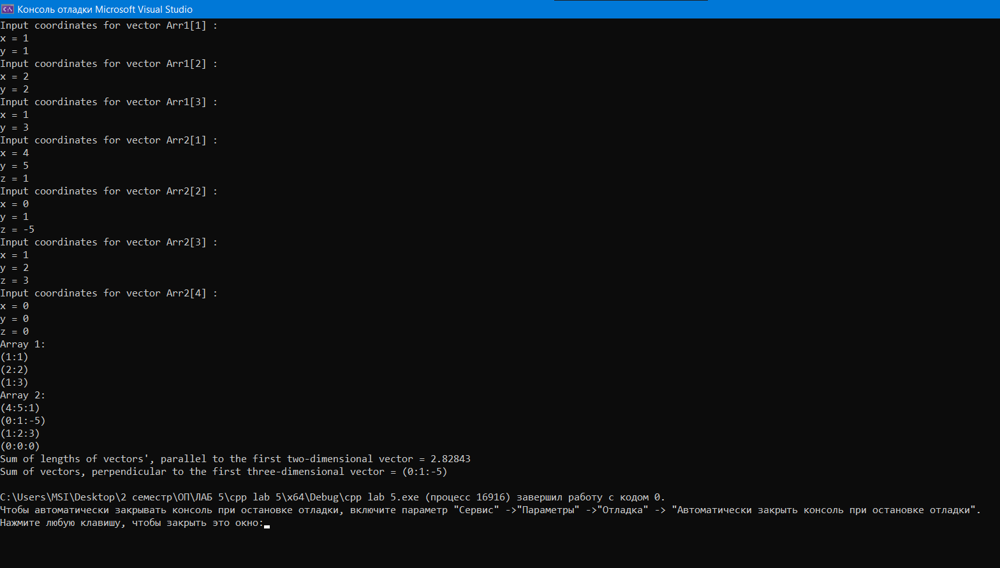 Консоль отладки Microsoft Visual Studio
Input coordinates for vector Arr1[1] :
x = 1
y = 1
Input coordinates for vector Arr1[2] :
x = 2
y = 2
Input coordinates for vector Arr1[3] :
x = 1
y = 3
Input coordinates for vector Arr2[1] :
x = 4
y = 5
z = 1
Input coordinates for vector Arr2[2] :
x = 0
y = 1
z = -5
Input coordinates for vector Arr2[3] :
x = 1
y = 2
z = 3
Input coordinates for vector Arr2[4] :
x = 0
y = 0
z = 0
Array 1:
(1:1)
(2:2)
(1:3)
Array 2:
(4:5:1)
(0:1:-5)
(1:2:3)
(0:0:0)
Sum of lengths of vectors', parallel to the first two-dimensional vector = 2.82843
Sum of vectors, perpendicular to the first three-dimensional vector = (0:1:-5)
C:\Users\MSI\Desktop\2 семестр\ОП\ЛАБ 5\cpp lab 5\x64\Debug\cpp lab 5.exe (процесс 16916) завершил работу с кодом 0.
Чтобы автоматически закрывать консоль при остановке отладки, включите параметр "Сервис" ->"Параметры" ->"Отладка" -> "Автоматически закрыть консоль при остановке отладки".
Нажмите любую клавишу, чтобы закрыть это окно: